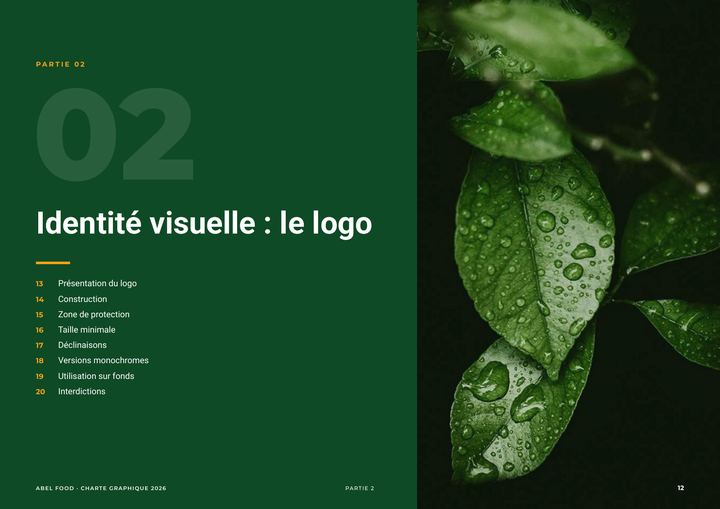 PARTIE 02
02
Identité visuelle : le logo
13 Présentation du logo
14 Construction
15 Zone de protection
16 Taille minimale
17 Déclinaisons
18 Versions monochromes
19 Utilisation sur fonds
20 Interdictions
ABEL FOOD - CHARTE GRAPHIQUE 2026
PARTIE 2
12